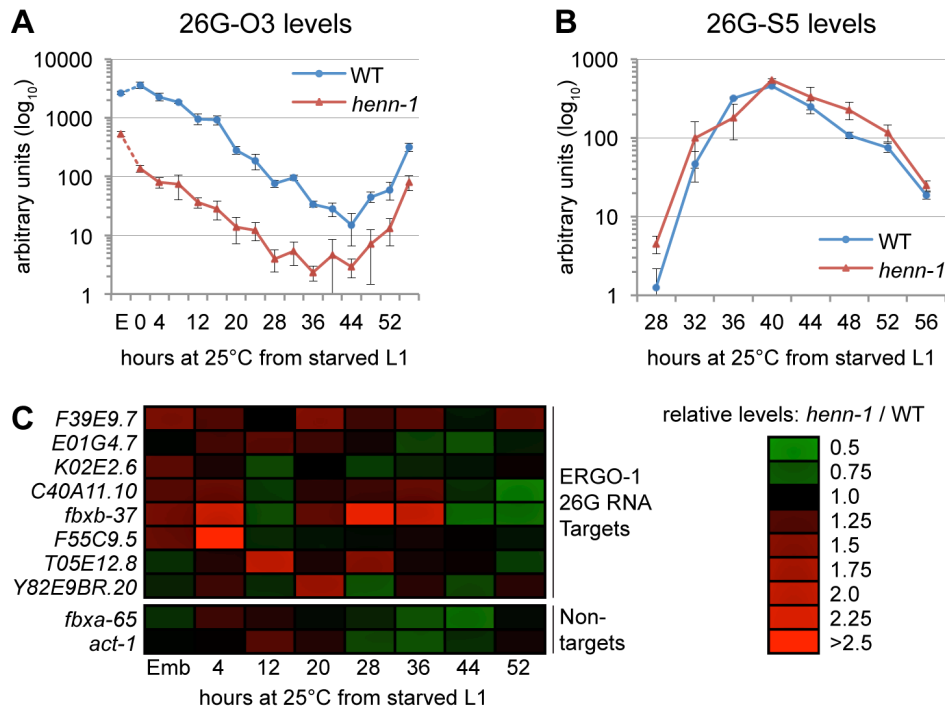 A
26G-O3 levels
arbitrary units (log10)
10000
1000
100
10
1
WT
henn-1
E 0 4 12 20 28 36 44 52
hours at 25°C from starved L1
B
26G-S5 levels
arbitrary units (log10)
1000
100
10
1
WT
henn-1
28 32 36 40 44 48 52 56
hours at 25°C from starved L1
C
F39E9.7
E01G4.7
K02E2.6
C40A11.10
fbxb-37
F55C9.5
T05E12.8
Y82E9BR.20
fbxa-65
act-1
ERGO-1
26G RNA
Targets
Non-
targets
Emb 4 12 20 28 36 44 52
hours at 25°C from starved L1
relative levels: henn-1 / WT
0.5
0.75
1.0
1.25
1.5
1.75
2.0
2.25
>2.5